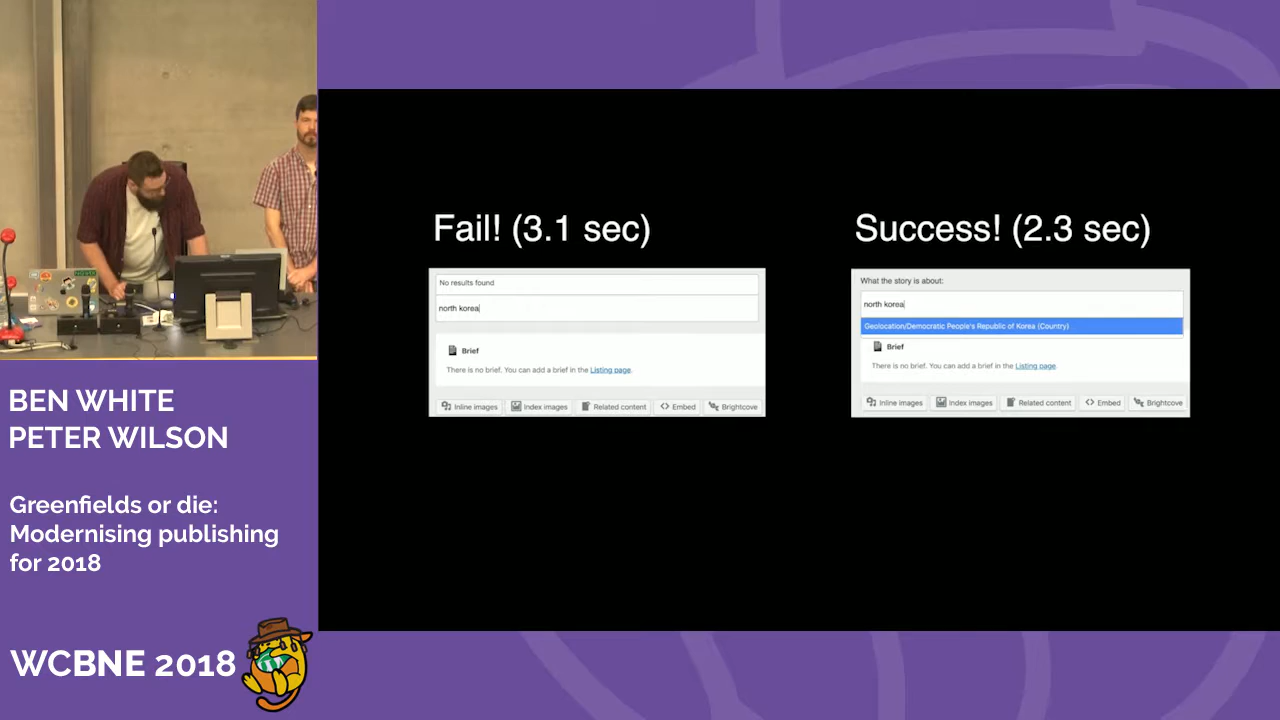 BEN WHITE
PETER WILSON
Greenfields or die:
Modernising publishing
for 2018
WCBNE 2018
Fail! (3.1 sec)
No results found
north korea
Brief
There is no brief. You can add a brief in the Listing page.
Inline images
Index images
Related content
<> Embed
Brightcove
Success! (2.3 sec)
What the story is about:
north korea
Geolocation/Democratic People's Republic of Korea (Country)
Brief
There is no brief. You can add a brief in the Listing page.
Inline images
Index images
Related content
<> Embed
Brightcove